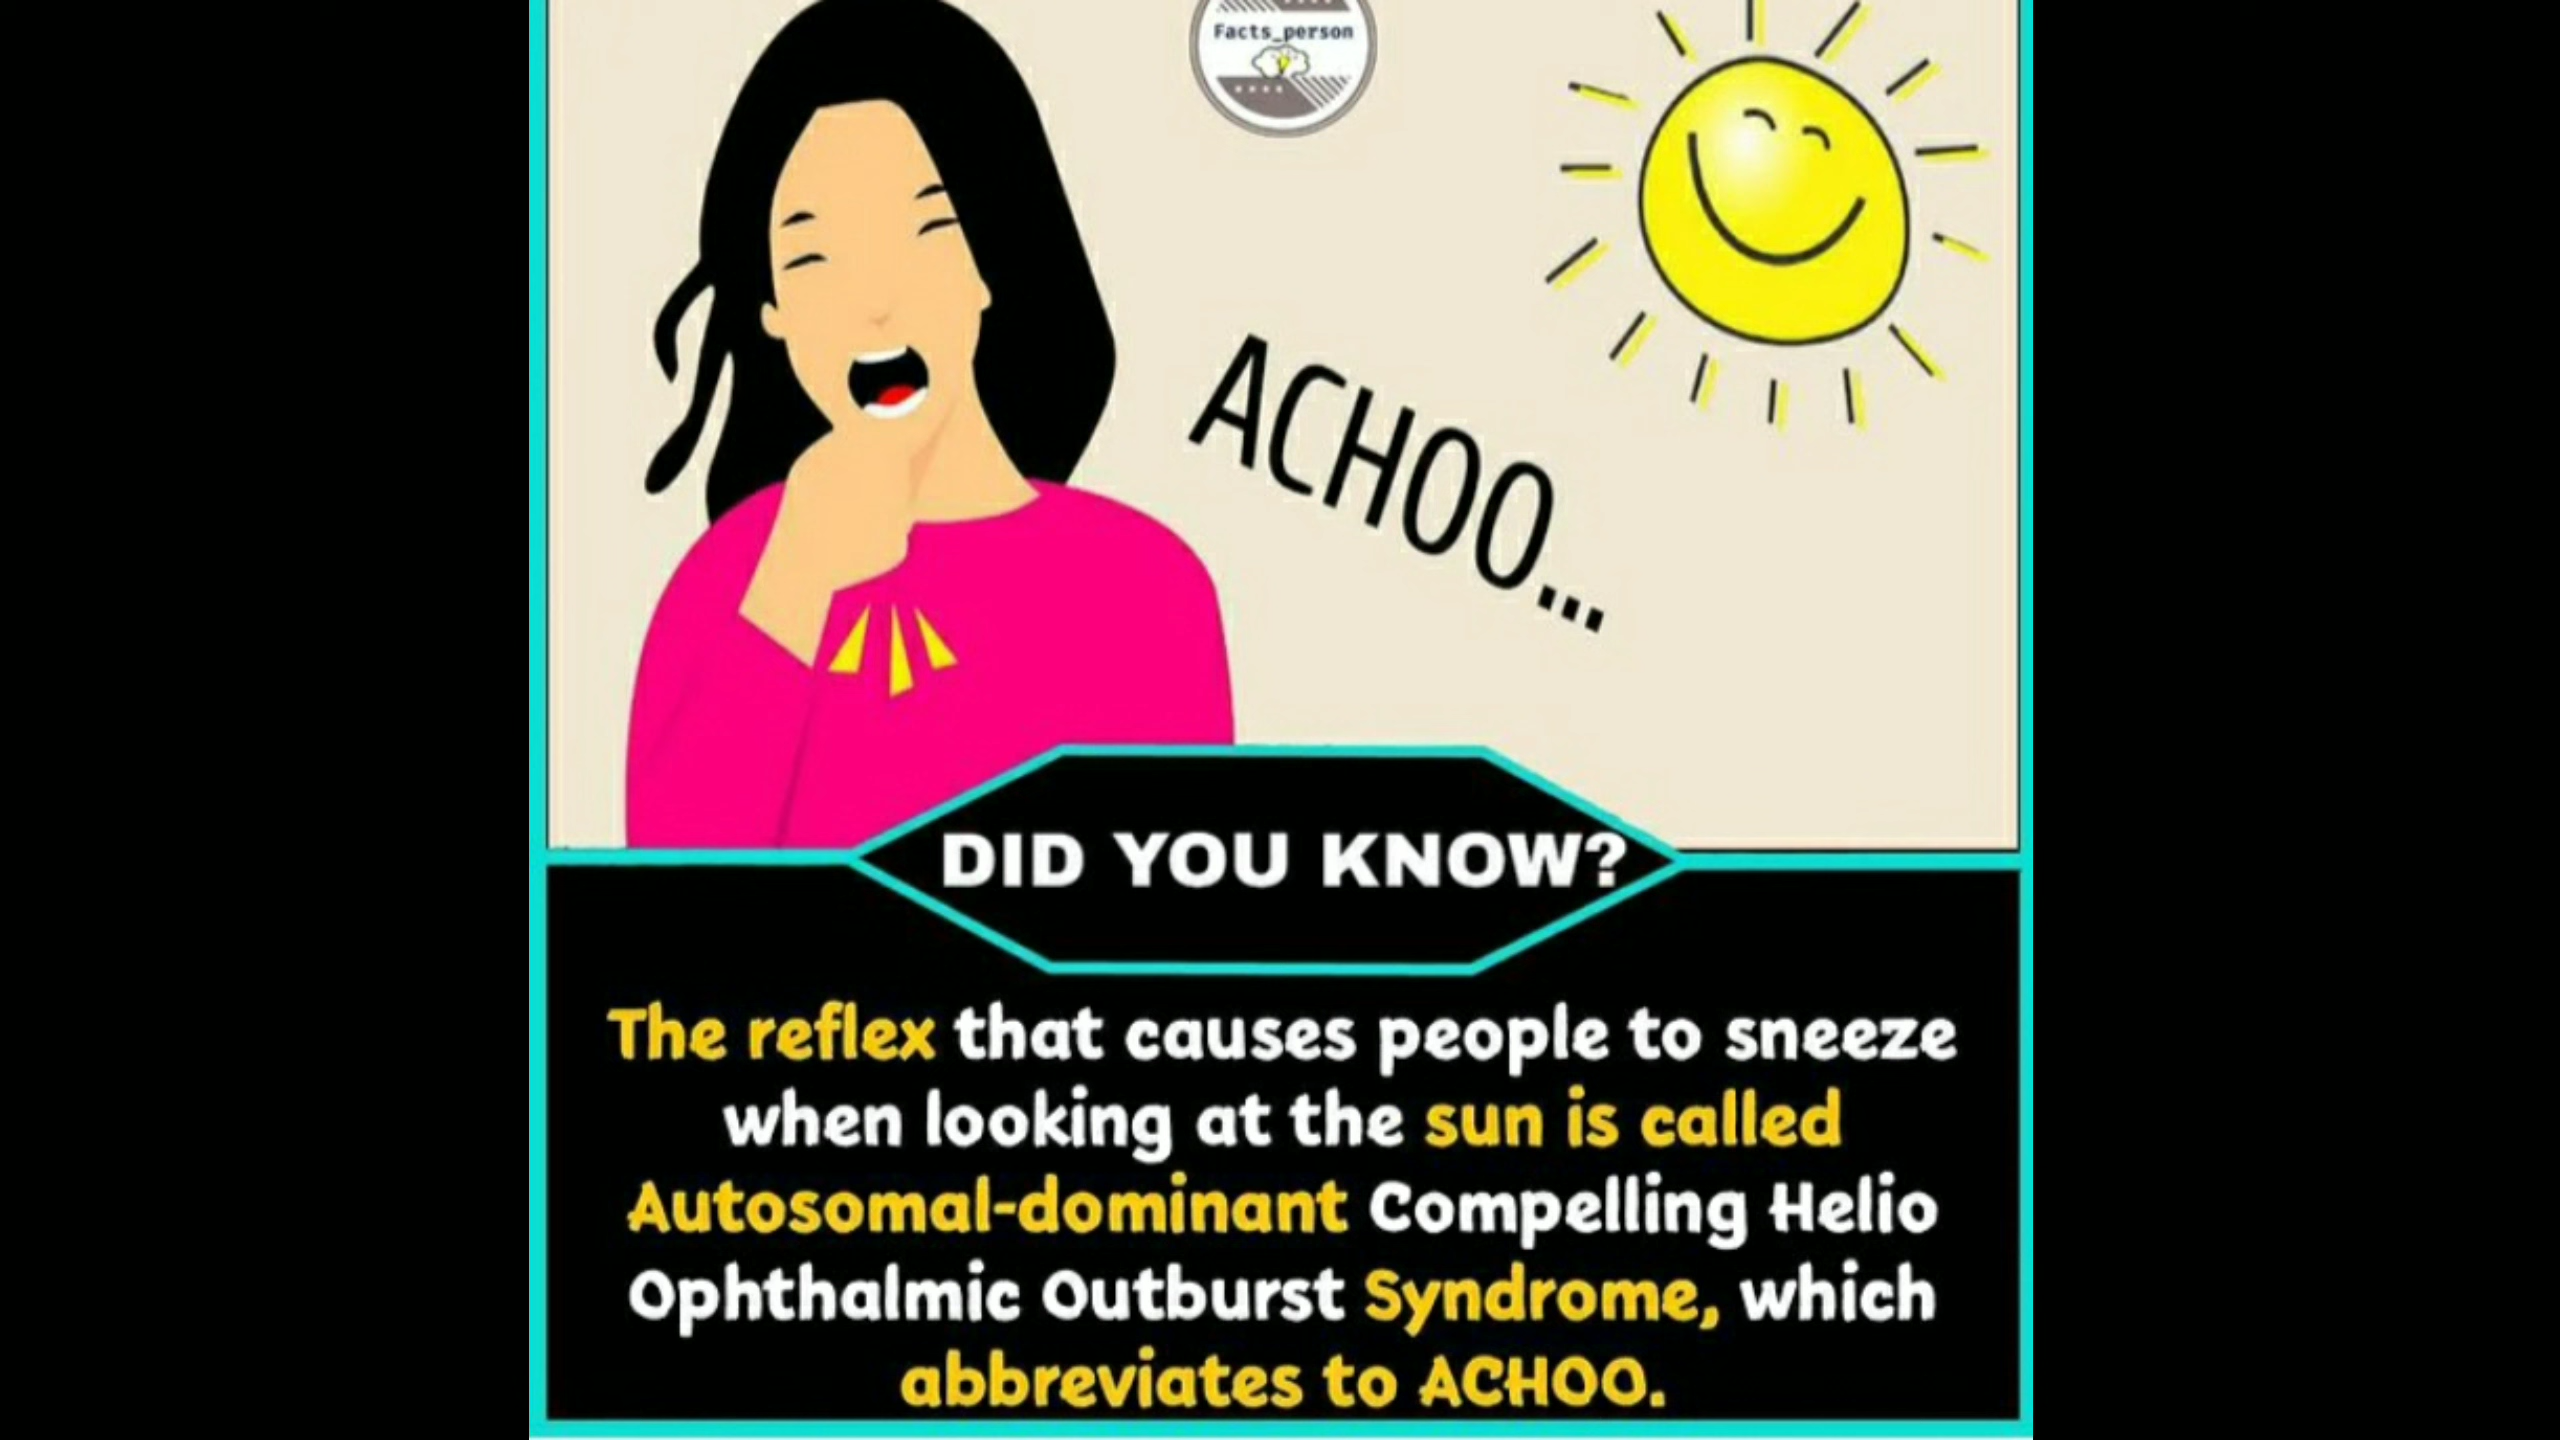 Facts_person
ACHOO...
DID YOU KNOW?
The reflex that causes people to sneeze
when looking at the sun is called
Autosomal-dominant Compelling Helio
Ophthalmic Outburst Syndrome, which
abbreviates to ACHOO.